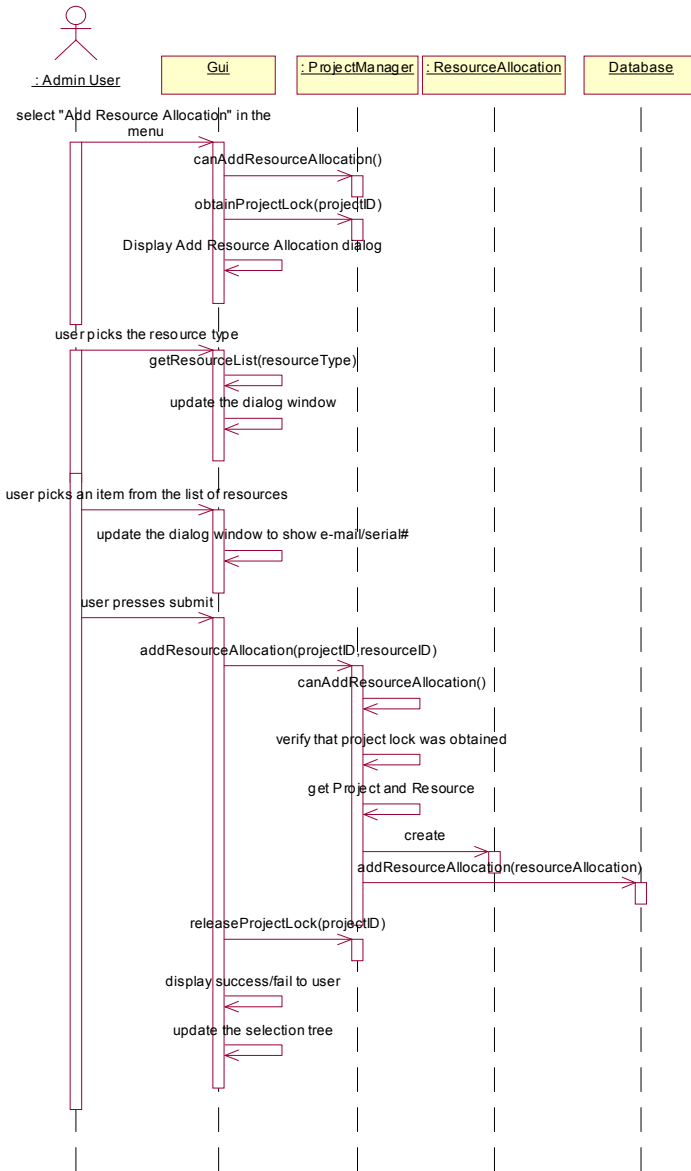 : Admin User
Gui
: ProjectManager
: ResourceAllocation
Database
select "Add Resource Allocation" in the
menu
canAddResourceAllocation()
obtainProjectLock(projectID)
Display Add Resource Allocation dialog
user picks the resource type
getResourceList(resourceType)
update the dialog window
user picks an item from the list of resources
update the dialog window to show e-mail/serial#
user presses submit
addResourceAllocation(projectID,resourceID)
canAddResourceAllocation()
verify that project lock was obtained
get Project and Resource
create
addResourceAllocation(resourceAllocation)
releaseProjectLock(projectID)
display success/fail to user
update the selection tree